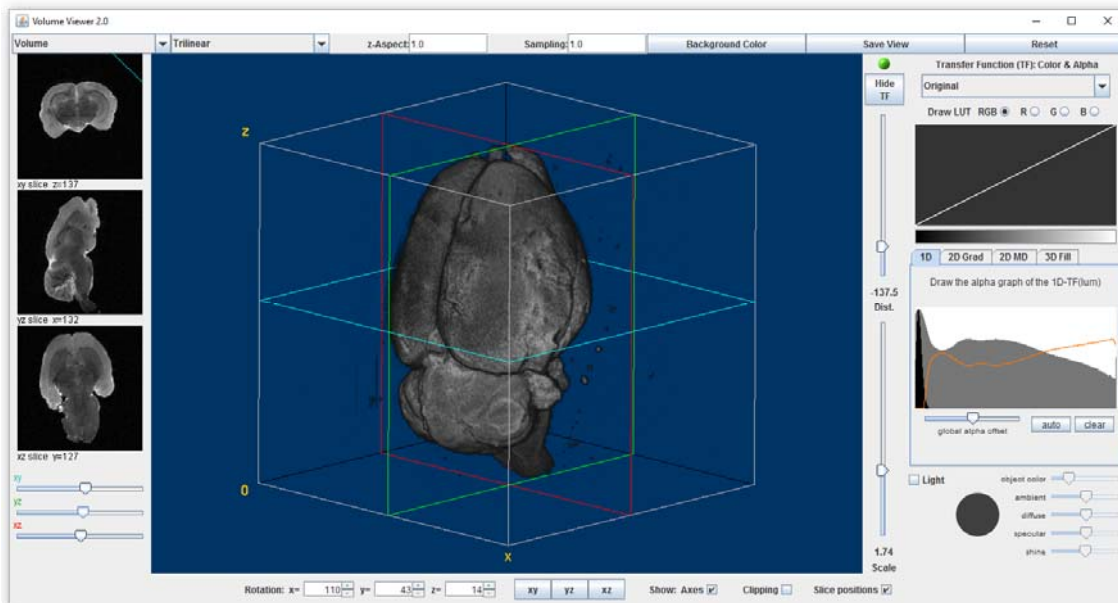 Volume Viewer 2.0
Volume Trilinear z-Aspect: 1.0 Sampling: 1.0 Background Color Save View Reset
xy slice z=137
yz slice x=132
xz slice y=127
xy
yz
xz
z
0
x
Hide
TF
-137.5
Dist.
1.74
Scale
Transfer Function (TF): Color & Alpha
Original
Draw LUT RGB R G B
1D 2D Grad 2D MD 3D Fill
Draw the alpha graph of the 1D-TF(lum)
global alpha offset auto clear
Light object color
ambient
diffuse
specular
shine
Rotation: x= 110 y= 43 z= 14 xy yz xz Show: Axes Clipping Slice positions